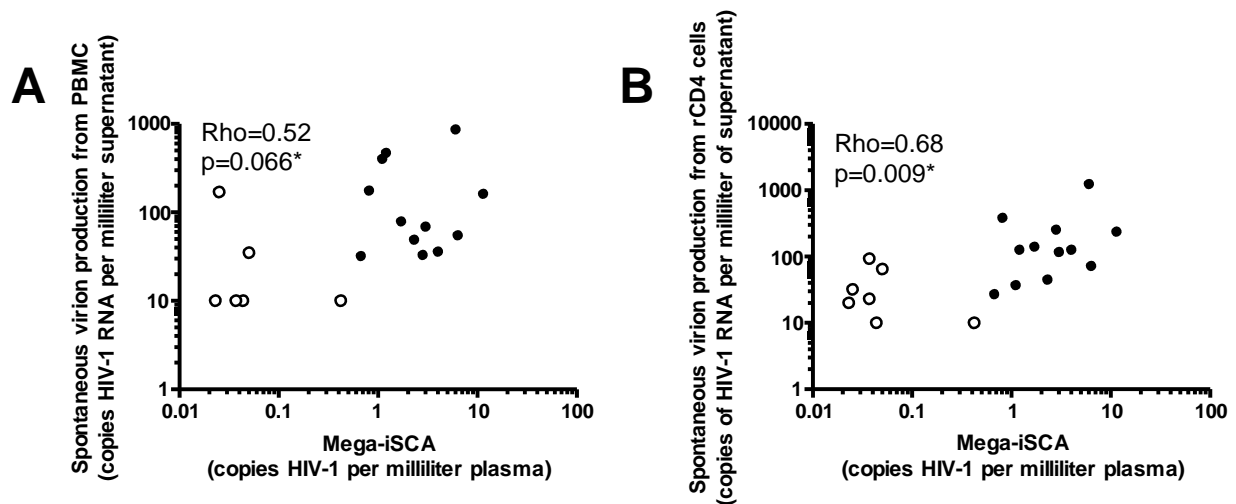 A
Spontaneous virion production from PBMC
(copies HIV-1 RNA per milliliter supernatant)
1000
100
10
1
Rho=0.52
p=0.066*
0.01 0.1 1 10 100
Mega-iSCA
(copies HIV-1 per milliliter plasma)
B
Spontaneous virion production from rCD4 cells
(copies of HIV-1 RNA per milliliter of supernatant)
10000
1000
100
10
1
Rho=0.68
p=0.009*
0.01 0.1 1 10 100
Mega-iSCA
(copies HIV-1 per milliliter plasma)